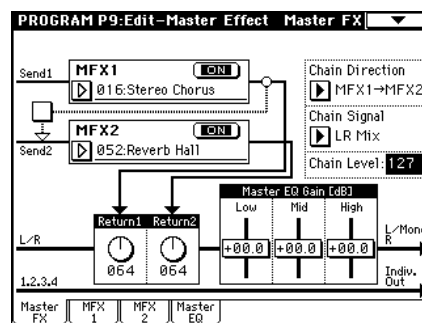 PROGRAM P9:Edit-Master Effect Master FX
Send1
MFX1 ON
016:Stereo Chorus
Send2
MFX2 ON
052:Reverb Hall
Chain Direction
MFX1→MFX2
Chain Signal
LR Mix
Chain Level: 127
Master EQ Gain [dB]
Low Mid High
+00.0 +00.0 +00.0
Return1 Return2
064 064
L/R
L/Mono
R
1.2.3.4
Indiv.
Out
Master FX
MFX 1
MFX 2
Master EQ